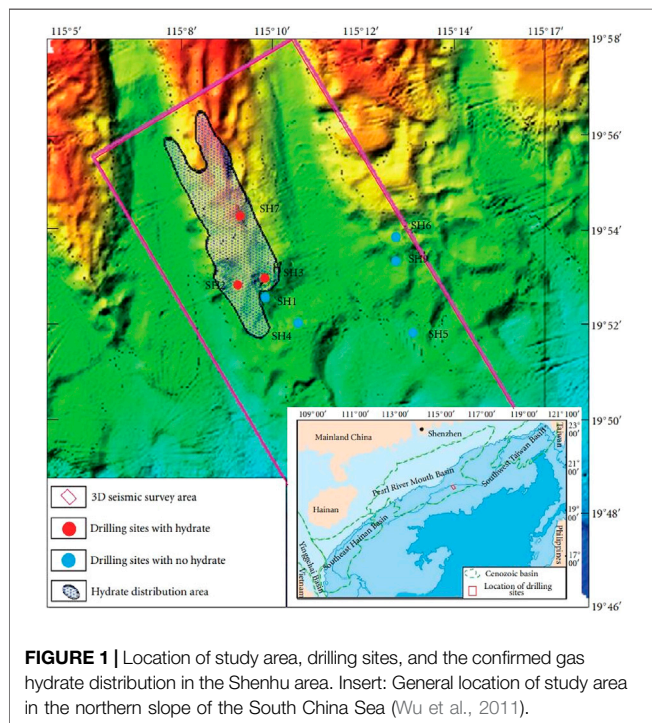 115°5′ 115°8′ 115°10′ 115°12′ 115°14′ 115°17′
19°58′
19°56′
19°54′
19°52′
19°50′
19°48′
19°46′
SH7
SH6
SH3
SH2
SH1
SH4
SH5
3D seismic survey area
Drilling sites with hydrate
Drilling sites with no hydrate
Hydrate distribution area
109°00′ 111°00′ 113°00′ 115°00′ 117°00′ 119°00′ 121°00′
23°00′
21°00′
19°00′
17°00′
Mainland China
Shenzhen
Taiwan
Pearl River Mouth Basin
Southwest Taiwan Basin
Hainan
Southeast Hainan Basin
Yinggehai Basin
Vietnam
Philippines
Cenozoic basin
Location of drilling
sites
FIGURE 1 | Location of study area, drilling sites, and the confirmed gas
hydrate distribution in the Shenhu area. Insert: General location of study area
in the northern slope of the South China Sea (Wu et al., 2011).